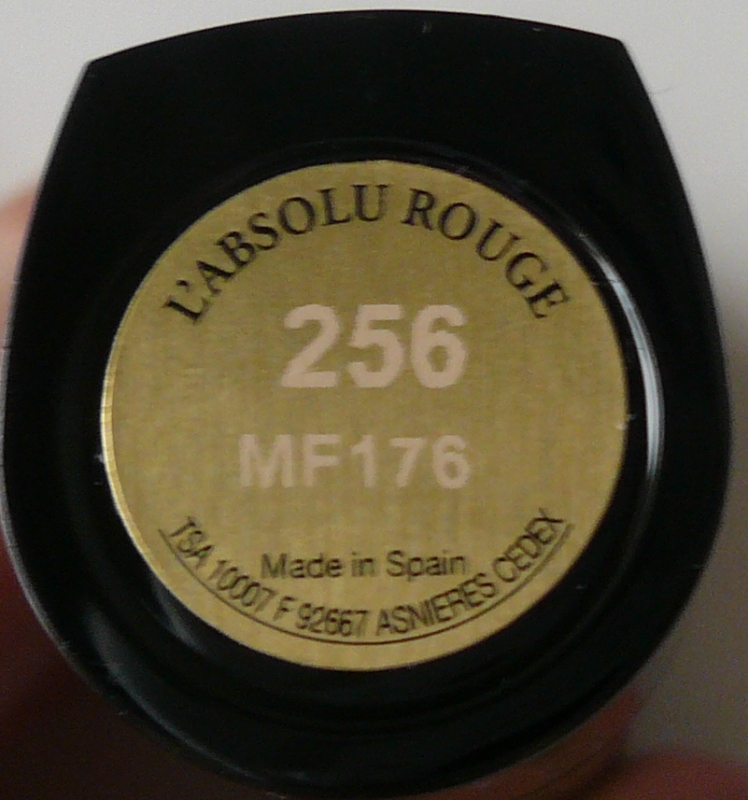 L'ABSOLU ROUGE
256
MF176
Made in Spain
TSA 10007 F 92667 ASNIERES CEDEX